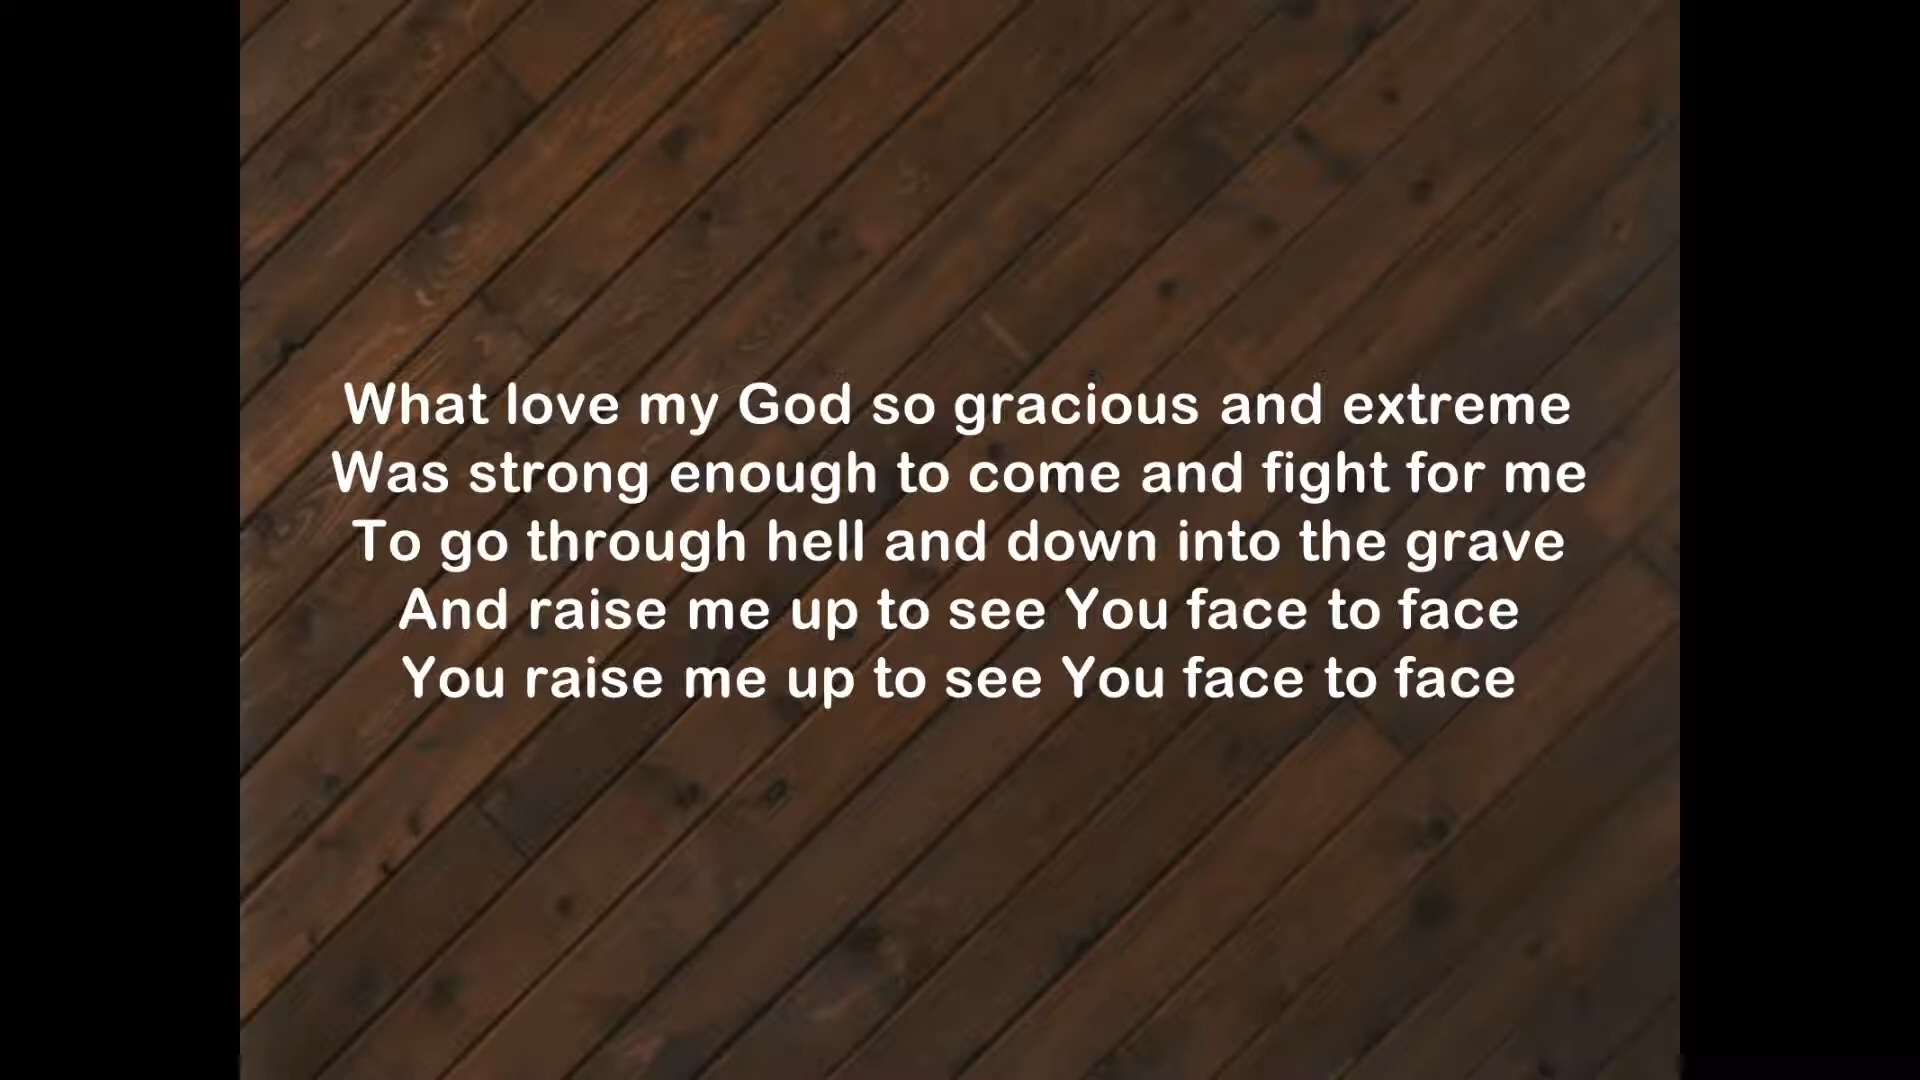 What love my God so gracious and extreme
Was strong enough to come and fight for me
To go through hell and down into the grave
And raise me up to see You face to face
You raise me up to see You face to face